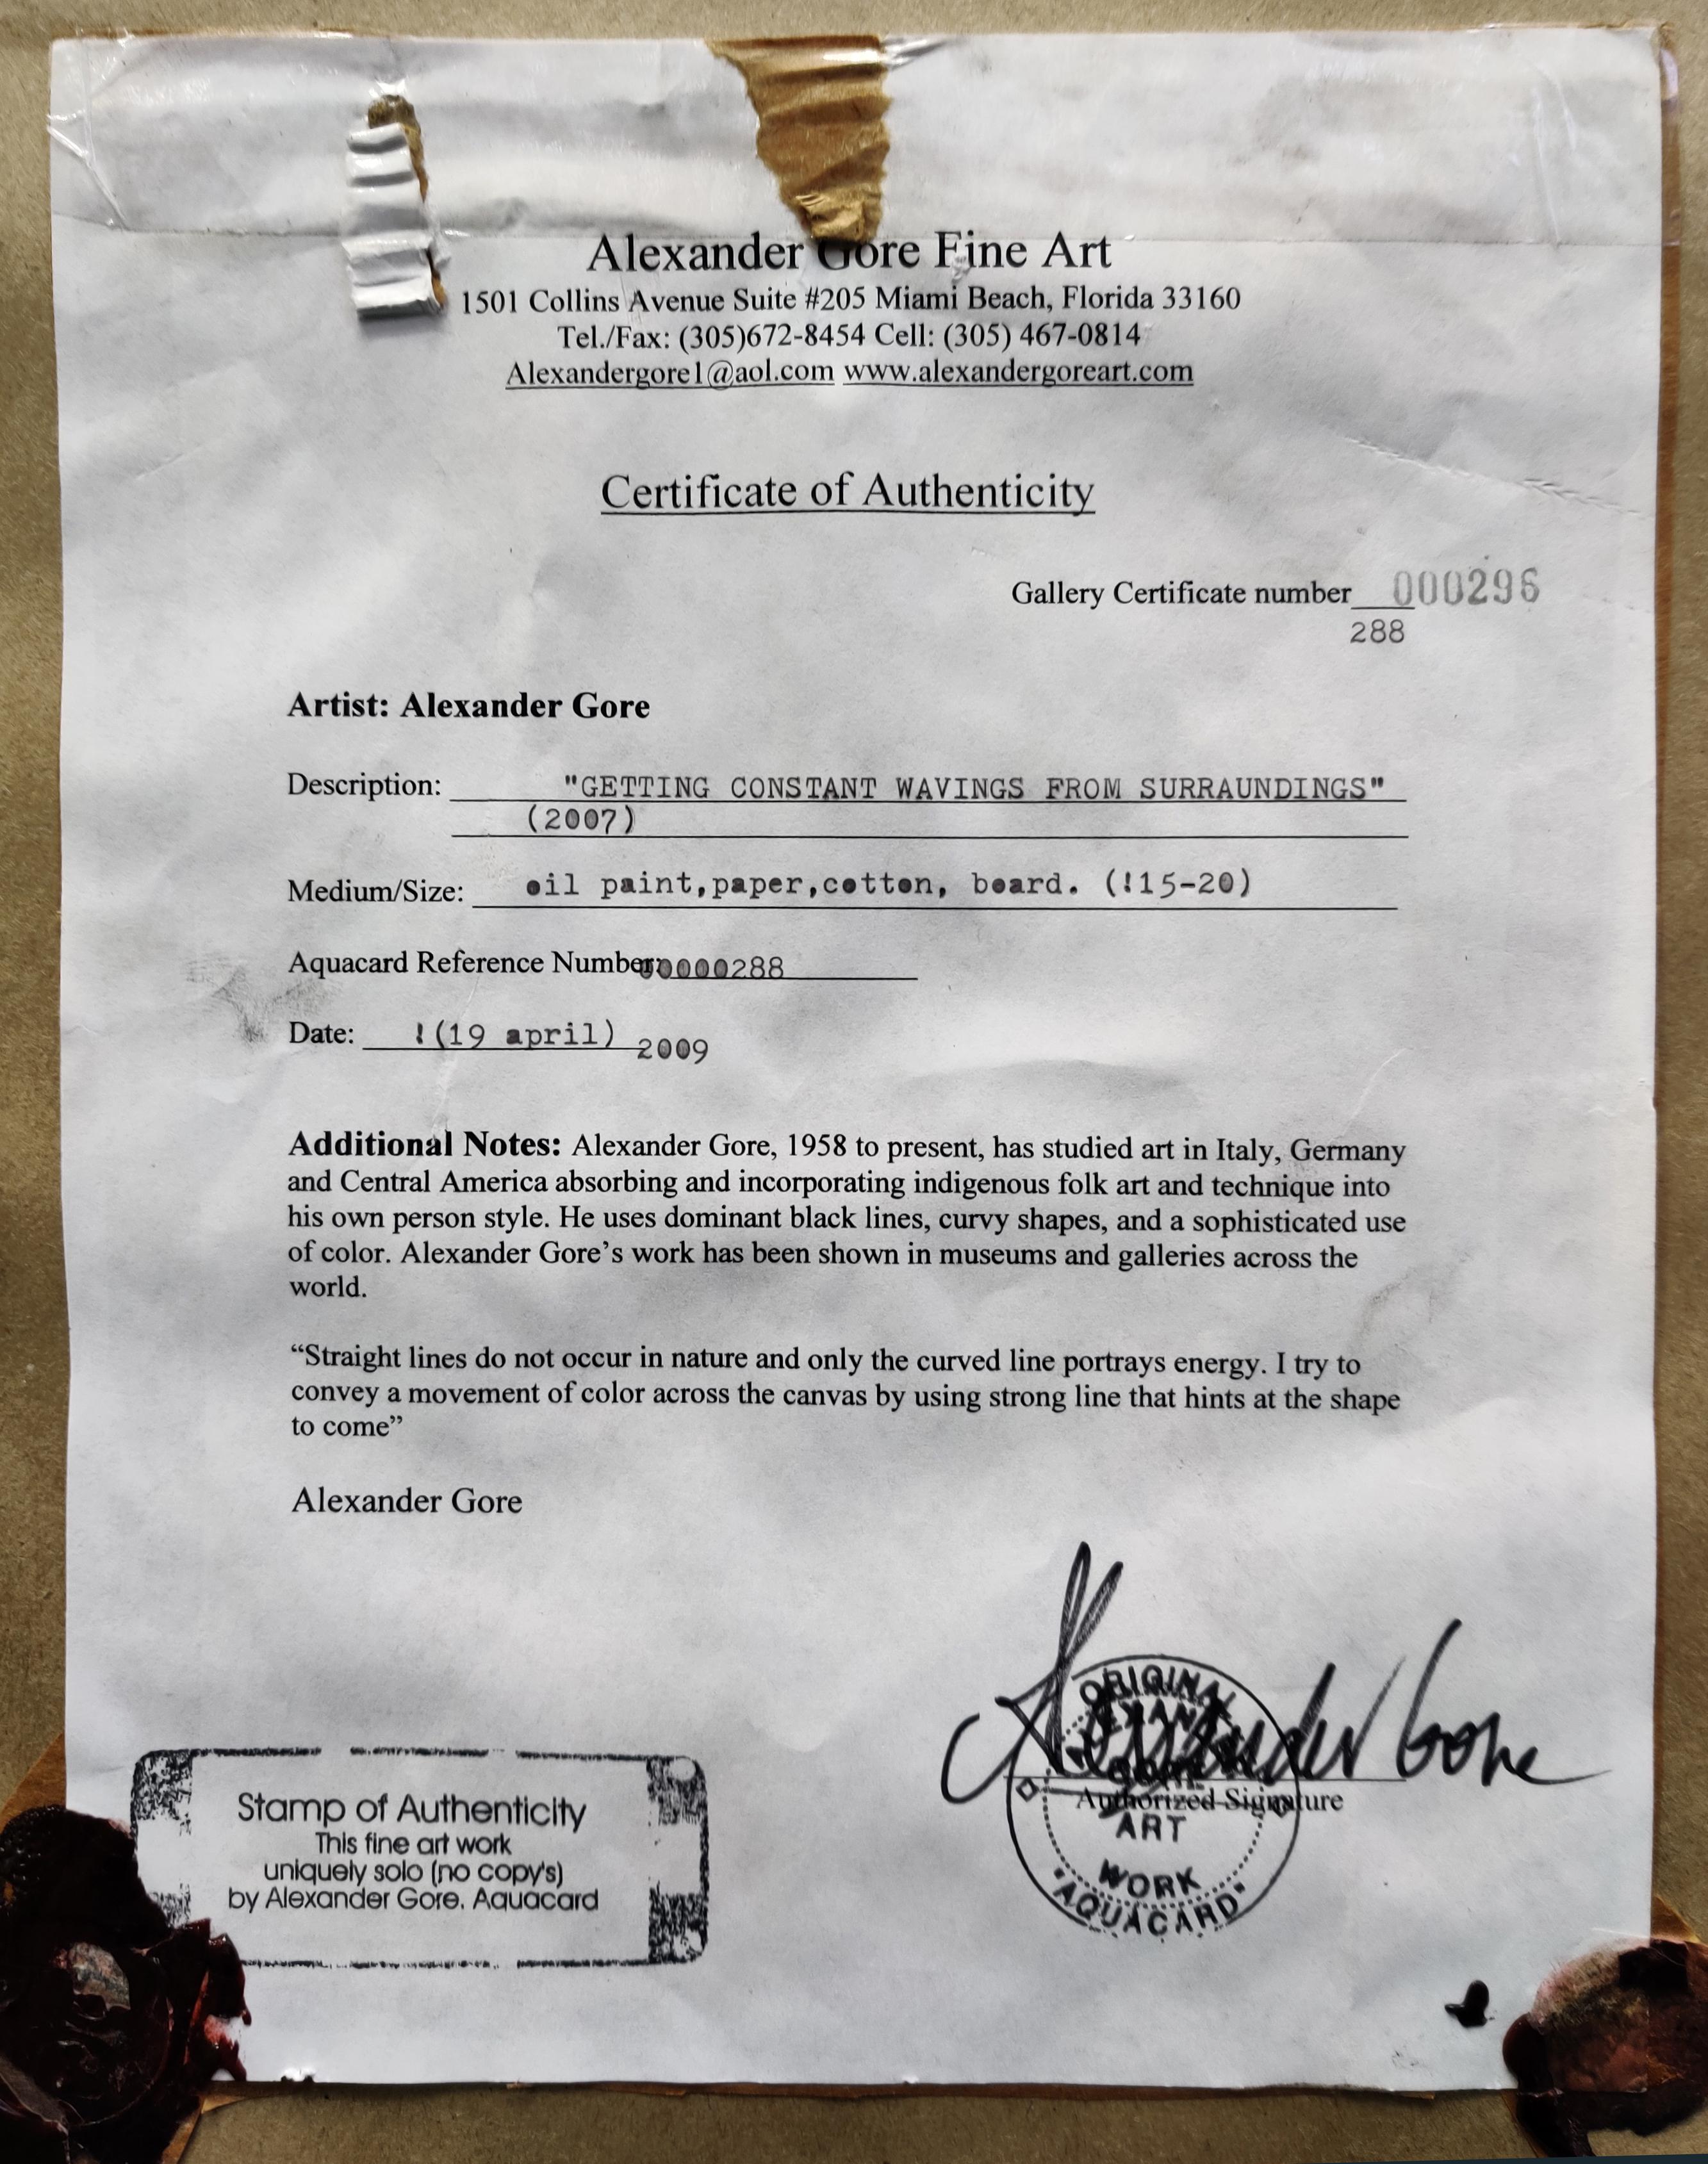 Alexander Gore Fine Art
1501 Collins Avenue Suite #205 Miami Beach, Florida 33160
Tel./Fax: (305)672-8454 Cell: (305) 467-0814
Alexandergore1@aol.com www.alexandergoreart.com
Certificate of Authenticity
Gallery Certificate number 000296
288
Artist: Alexander Gore
Description: "GETTING CONSTANT WAVINGS FROM SURRAUNDINGS"
(2007)
Medium/Size: oil paint,paper,cotton, board. (!15-20)
Aquacard Reference Number: 00000288
Date: !(19 april) 2009
Additional Notes: Alexander Gore, 1958 to present, has studied art in Italy, Germany
and Central America absorbing and incorporating indigenous folk art and technique into
his own person style. He uses dominant black lines, curvy shapes, and a sophisticated use
of color. Alexander Gore’s work has been shown in museums and galleries across the
world.
“Straight lines do not occur in nature and only the curved line portrays energy. I try to
convey a movement of color across the canvas by using strong line that hints at the shape
to come”
Alexander Gore
Alexander Gore
Authorized Signature
ORIGINAL
ART
WORK
"AQUACARD"
Stamp of Authenticity
This fine art work
uniquely solo (no copy's)
by Alexander Gore. Aquacard